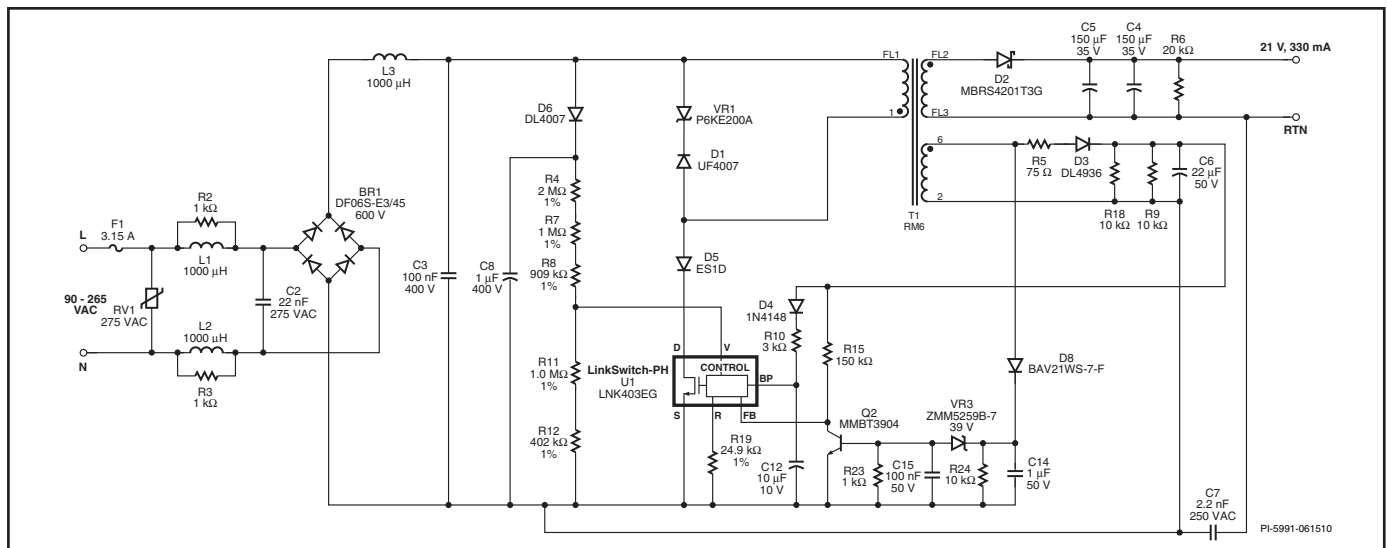 L3
1000 µH
D6
DL4007
VR1
P6KE200A
D1
UF4007
FL1
1
FL2
FL3
6
2
T1
RM6
D2
MBRS4201T3G
C5
150 µF
35 V
C4
150 µF
35 V
R6
20 kΩ
21 V, 330 mA
RTN
R5
75 Ω
D3
DL4936
R18
10 kΩ
R9
10 kΩ
C6
22 µF
50 V
L
F1
3.15 A
R2
1 kΩ
L1
1000 µH
BR1
DF06S-E3/45
600 V
90 - 265
VAC
RV1
275 VAC
C2
22 nF
275 VAC
L2
1000 µH
N
R3
1 kΩ
C3
100 nF
400 V
C8
1 µF
400 V
R4
2 MΩ
1%
R7
1 MΩ
1%
R8
909 kΩ
1%
R11
1.0 MΩ
1%
R12
402 kΩ
1%
D5
ES1D
D
V
LinkSwitch-PH
U1
LNK403EG
CONTROL
BP
S
R
FB
R19
24.9 kΩ
1%
D4
1N4148
R10
3 kΩ
R15
150 kΩ
C12
10 µF
10 V
Q2
MMBT3904
VR3
ZMM5259B-7
39 V
D8
BAV21WS-7-F
R23
1 kΩ
C15
100 nF
50 V
R24
10 kΩ
C14
1 µF
50 V
C7
2.2 nF
250 VAC
PI-5991-061510